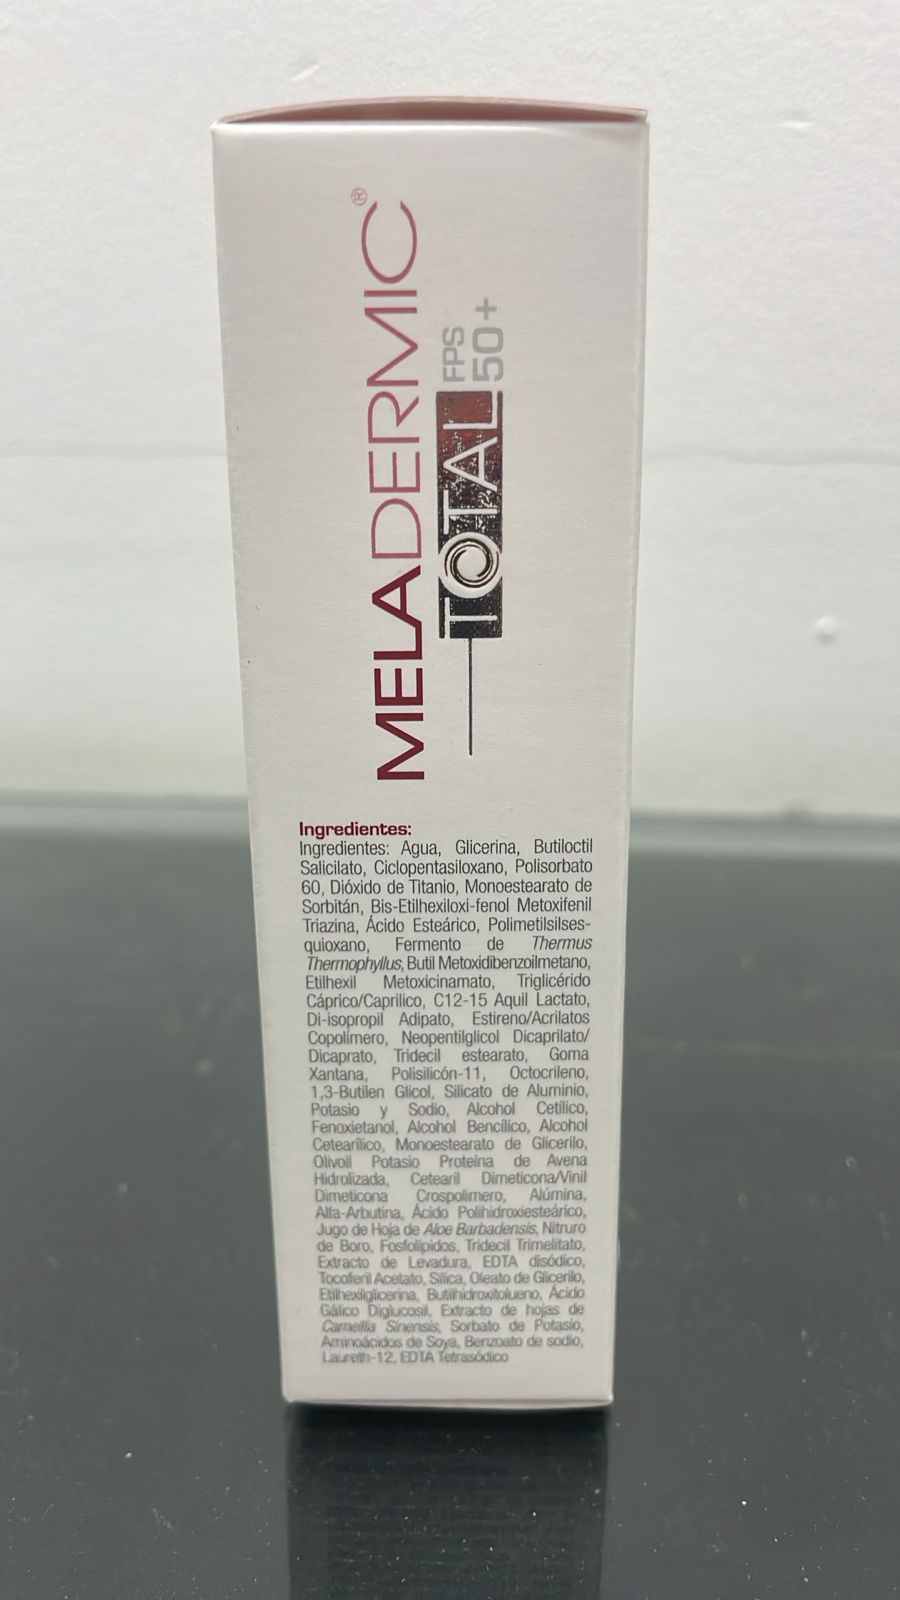 MELADERMIC®
TOTAL FPS 50+
Ingredientes:
Ingredientes: Agua, Glicerina, Butiloctil
Salicilato, Ciclopentasiloxano, Polisorbato
60, Dióxido de Titanio, Monoestearato de
Sorbitán, Bis-Etilhexiloxi-fenol Metoxifenil
Triazina, Ácido Esteárico, Polimetilsilses-
quioxano, Fermento de Thermus
Thermophyllus, Butil Metoxidibenzoilmetano,
Etilhexil Metoxicinamato, Triglicérido
Cáprico/Caprilico, C12-15 Aquil Lactato,
Di-isopropil Adipato, Estireno/Acrilatos
Copolímero, Neopentilglicol Dicaprilato/
Dicaprato, Tridecil estearato, Goma
Xantana, Polisilicón-11, Octocrileno,
1,3-Butilen Glicol, Silicato de Aluminio,
Potasio y Sodio, Alcohol Cetílico,
Fenoxietanol, Alcohol Bencílico, Alcohol
Cetearílico, Monoestearato de Glicerilo,
Olivoil Potasio Proteina de Avena
Hidrolizada, Cetearil Dimeticona/Vinil
Dimeticona Crospolimero, Alúmina,
Alfa-Arbutina, Ácido Polihidroxiesteárico,
Jugo de Hoja de Aloe Barbadensis, Nitruro
de Boro, Fosfolípidos, Tridecil Trimelitato,
Extracto de Levadura, EDTA disódico,
Tocoferil Acetato, Silica, Oleato de Glicerilo,
Etilhexilglicerina, Butilhidroxitolueno, Ácido
Gálico Diglucosil, Extracto de hojas de
Camellia Sinensis, Sorbato de Potasio,
Aminoácidos de Soya, Benzoato de sodio,
Laureth-12, EDTA Tetrasódico